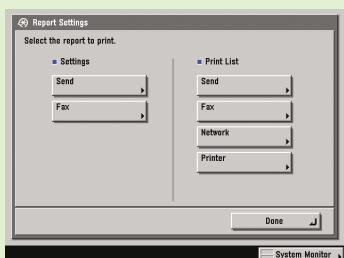 Report Settings
Select the report to print.
Settings
Send
Fax
Print List
Send
Fax
Network
Printer
Done
System Monitor